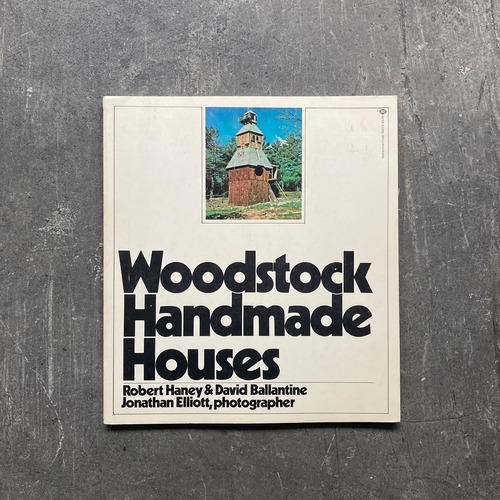 Woodstock
Handmade
Houses
Robert Haney & David Ballantine
Jonathan Elliott, photographer